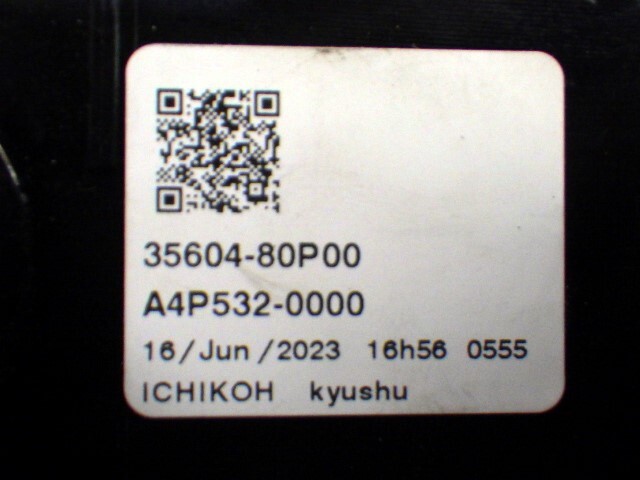 35604-80P00
A4P532-0000
16/Jun/2023 16h56 0555
ICHIKOH kyushu